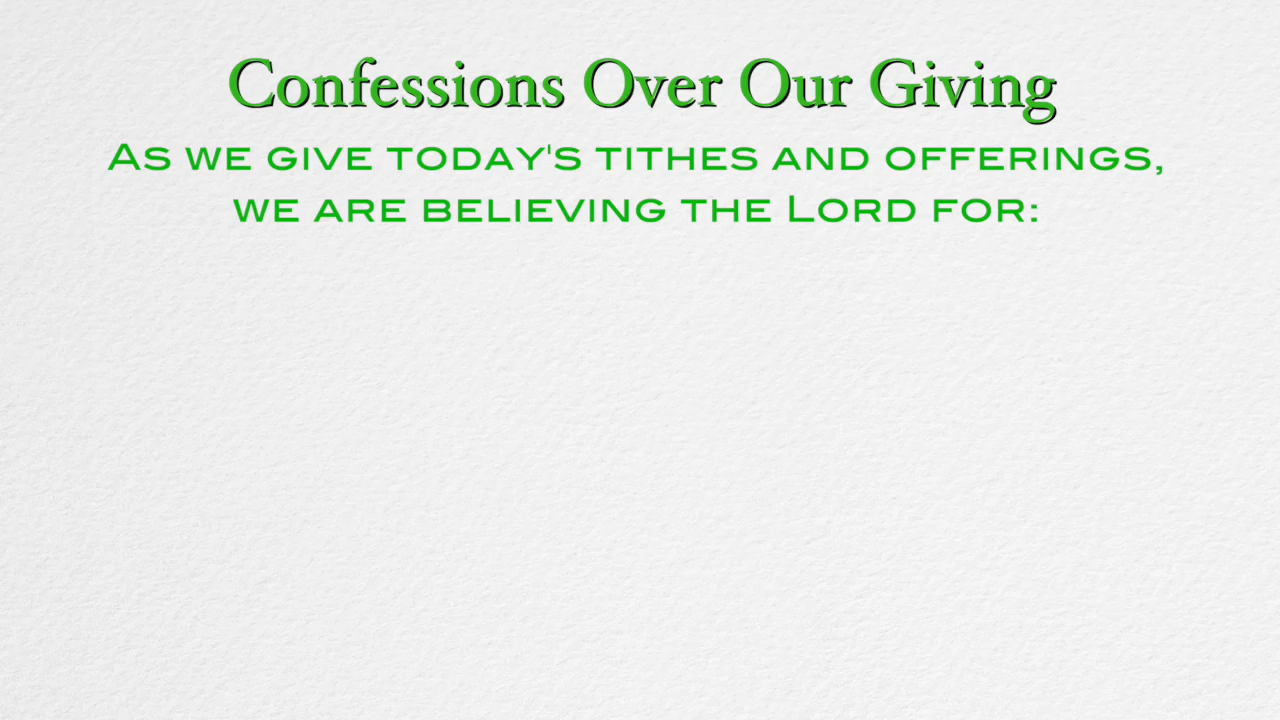 Confessions Over Our Giving
As we give today's tithes and offerings,
we are believing the Lord for: